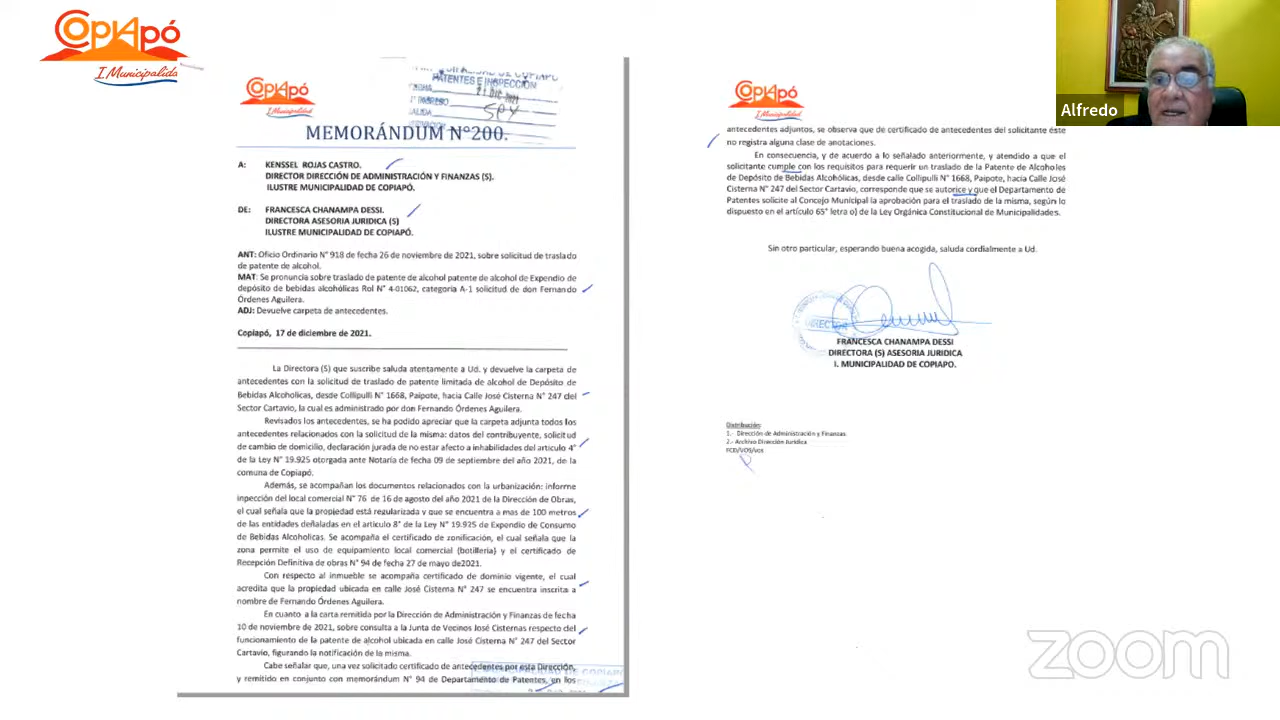 COPIAPÓ
I. Municipalida
COPIAPÓ
I. Municipalidad
PATENTES E INSPECCIÓN
21 DIC 2021
MEMORÁNDUM N°200.
A: KENSSEL ROJAS CASTRO.
DIRECTOR DIRECCIÓN DE ADMINISTRACIÓN Y FINANZAS (S).
ILUSTRE MUNICIPALIDAD DE COPIAPÓ.
DE: FRANCESCA CHANAMPA DESSI.
DIRECTORA ASESORIA JURIDICA (S)
ILUSTRE MUNICIPALIDAD DE COPIAPÓ.
ANT: Oficio Ordinario N° 918 de fecha 26 de noviembre de 2021, sobre solicitud de traslado
de patente de alcohol.
MAT: Se pronuncia sobre traslado de patente de alcohol patente de alcohol de Expendio de
depósito de bebidas alcohólicas Rol N° 4-01062, categoria A-1 solicitud de don Fernando
Órdenes Aguilera.
ADJ: Devuelve carpeta de antecedentes.
Copiapó, 17 de diciembre de 2021.
La Directora (S) que suscribe saluda atentamente a Ud. y devuelve la carpeta de
antecedentes con la solicitud de traslado de patente limitada de alcohol de Depósito de
Bebidas Alcoholicas, desde Collipulli N° 1668, Paipote, hacia Calle José Cisterna N° 247 del
Sector Cartavio, la cual es administrado por don Fernando Órdenes Aguilera.
Revisados los antecedentes, se ha podido apreciar que la carpeta adjunta todos los
antecedentes relacionados con la solicitud de la misma: datos del contribuyente, solicitud
de cambio de domicilio, declaración jurada de no estar afecto a inhabilidades del articulo 4°
de la Ley N° 19.925 otorgada ante Notaría de fecha 09 de septiembre del año 2021, de la
comuna de Copiapó.
Además, se acompañan los documentos relacionados con la urbanización: informe
inpección del local comercial N° 76 de 16 de agosto del año 2021 de la Dirección de Obras,
el cual señala que la propiedad está regularizada y que se encuentra a mas de 100 metros
de las entidades deñaladas en el articulo 8° de la Ley N° 19.925 de Expendio de Consumo
de Bebidas Alcoholicas. Se acompaña el certificado de zonificación, el cual señala que la
zona permite el uso de equipamiento local comercial (botilleria) y el certificado de
Recepción Definitiva de obras N° 94 de fecha 27 de mayo de2021.
Con respecto al inmueble se acompaña certificado de dominio vigente, el cual
acredita que la propiedad ubicada en calle José Cisterna N° 247 se encuentra inscrita a
nombre de Fernando Órdenes Aguilera.
En cuanto a la carta remitida por la Dirección de Administración y Finanzas de fecha
10 de noviembre de 2021, sobre consulta a la Junta de Vecinos José Cisternas respecto del
funcionamiento de la patente de alcohol ubicada en calle José Cisterna N° 247 del Sector
Cartavio, figurando la notificación de la misma.
Cabe señalar que, una vez solicitado certificado de antecedentes por esta Dirección,
y remitido en conjunto con memorándum N° 94 de Departamento de Patentes, en los
COPIAPÓ
I. Municipalidad
antecedentes adjuntos, se observa que de certificado de antecedentes del solicitante éste
no registra alguna clase de anotaciones.
En consecuencia, y de acuerdo a lo señalado anteriormente, y atendido a que el
solicitante cumple con los requisitos para requerir un traslado de la Patente de Alcoholes
de Depósito de Bebidas Alcohólicas, desde calle Collipulli N° 1668, Paipote, hacia Calle José
Cisterna N° 247 del Sector Cartavio, corresponde que se autorice y que el Departamento de
Patentes solicite al Concejo Municipal la aprobación para el traslado de la misma, según lo
dispuesto en el artículo 65° letra o) de la Ley Orgánica Constitucional de Municipalidades.
Sin otro particular, esperando buena acogida, saluda cordialmente a Ud.
DIRECTOR
FRANCESCA CHANAMPA DESSI
DIRECTORA (S) ASESORIA JURIDICA
I. MUNICIPALIDAD DE COPIAPO.
Distribución:
1.- Dirección de Administración y Finanzas
2.- Archivo Dirección Jurídica
FCD/VOS/vos
Alfredo
zoom